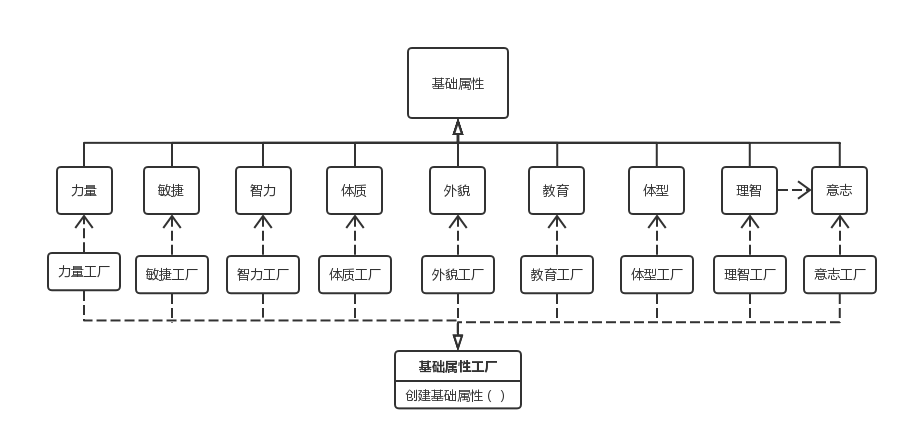 基础属性
力量
敏捷
智力
体质
外貌
教育
体型
理智
意志
力量工厂
敏捷工厂
智力工厂
体质工厂
外貌工厂
教育工厂
体型工厂
理智工厂
意志工厂
基础属性工厂
创建基础属性（ ）